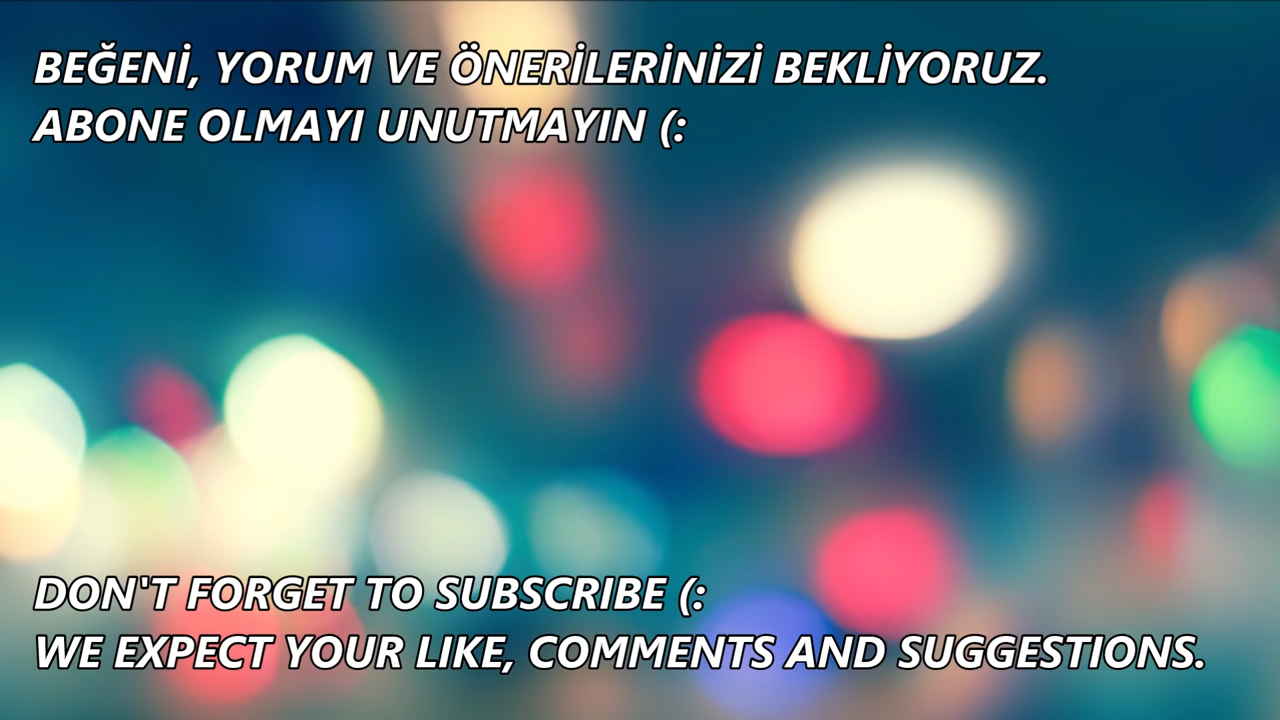 BEĞENİ, YORUM VE ÖNERİLERİNİZİ BEKLİYORUZ.
ABONE OLMAYI UNUTMAYIN (:
DON'T FORGET TO SUBSCRIBE (:
WE EXPECT YOUR LIKE, COMMENTS AND SUGGESTIONS.